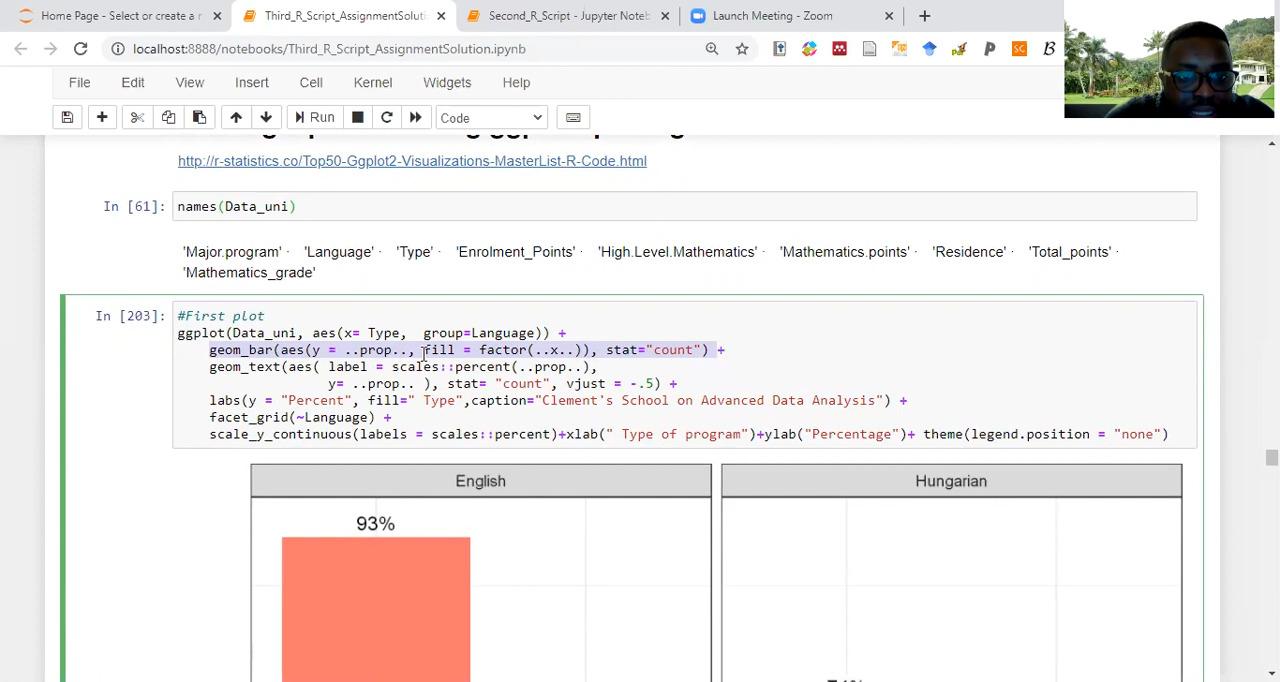 Home Page - Select or create a n
Third_R_Script_AssignmentSolutio
Second_R_Script - Jupyter Noteb
Launch Meeting - Zoom
localhost:8888/notebooks/Third_R_Script_AssignmentSolution.ipynb
File Edit View Insert Cell Kernel Widgets Help
Run Code
http://r-statistics.co/Top50-Ggplot2-Visualizations-MasterList-R-Code.html
In [61]: names(Data_uni)
'Major.program' · 'Language' · 'Type' · 'Enrolment_Points' · 'High.Level.Mathematics' · 'Mathematics.points' · 'Residence' · 'Total_points' ·
'Mathematics_grade'
In [203]: #First plot
ggplot(Data_uni, aes(x= Type,  group=Language)) +
geom_bar(aes(y = ..prop.., fill = factor(..x..)), stat="count") +
geom_text(aes( label = scales::percent(..prop..),
y= ..prop.. ), stat= "count", vjust = -.5) +
labs(y = "Percent", fill=" Type",caption="Clement's School on Advanced Data Analysis") +
facet_grid(~Language) +
scale_y_continuous(labels = scales::percent)+xlab(" Type of program")+ylab("Percentage")+ theme(legend.position = "none")
English Hungarian
93%